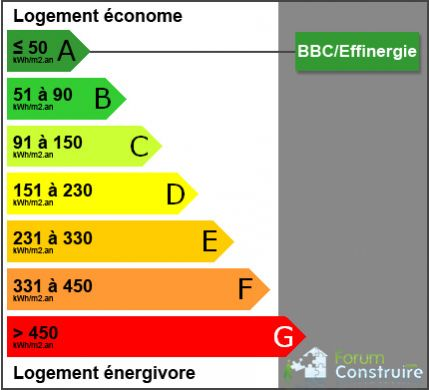 Logement économe
≤ 50 A
kWh/m2.an
BBC/Effinergie
51 à 90 B
kWh/m2.an
91 à 150 C
kWh/m2.an
151 à 230 D
kWh/m2.an
231 à 330 E
kWh/m2.an
331 à 450 F
kWh/m2.an
> 450 G
kWh/m2.an
Logement énergivore
Forum
Construire